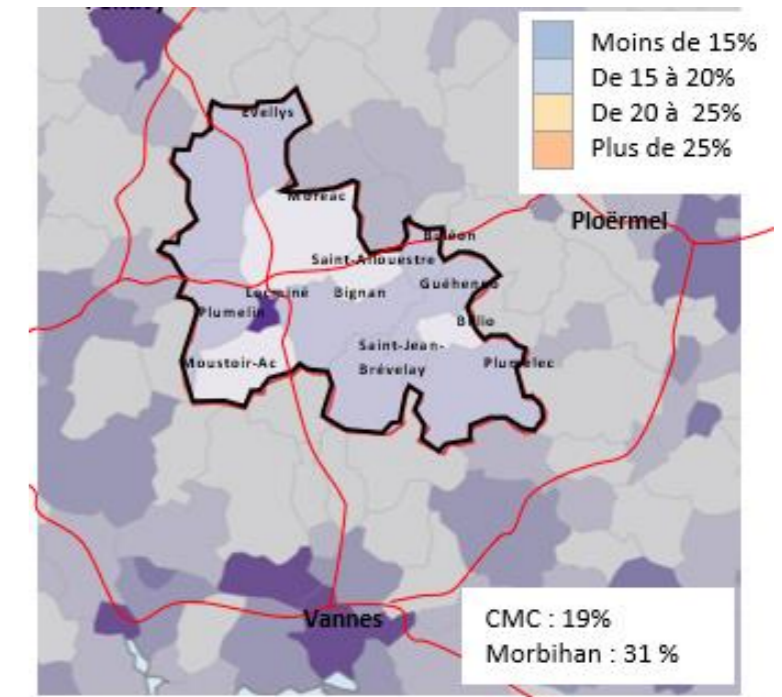 Moins de 15%
De 15 à 20%
De 20 à 25%
Plus de 25%
Evellys
Moréac
Ploërmel
Buléon
Saint-Allouestre
Guéhenno
Locminé
Bignan
Plumelin
Billio
Saint-Jean-
Brévelay
Moustoir-Ac
Plumelec
Vannes
CMC : 19%
Morbihan : 31 %